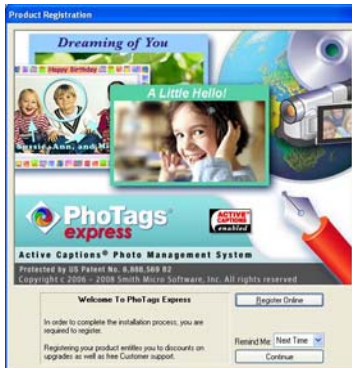 Product Registration
Dreaming of You
Happy Birthday
A Little Hello!
Sussie, Ann, and
PhoTags®
express
ACTIVE
CAPTIONS
enabled
Active Captions® Photo Management System
Protected by US Patent No. 6,888,569 B2
Copyright c 2006 - 2008 Smith Micro Software, Inc. All rights reserved
Welcome To PhoTags Express
In order to complete the installation process, you are
required to register.
Registering your product entitles you to discounts on
upgrades as well as free Customer support.
Register Online
Remind Me: Next Time
Continue